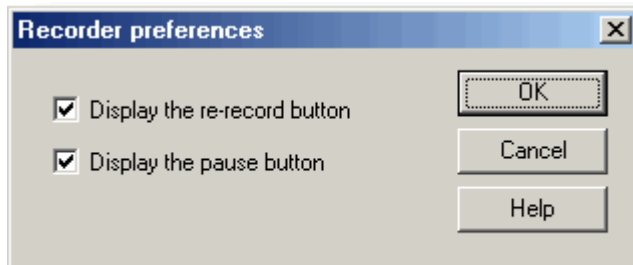 Recorder preferences
Display the re-record button
Display the pause button
OK
Cancel
Help